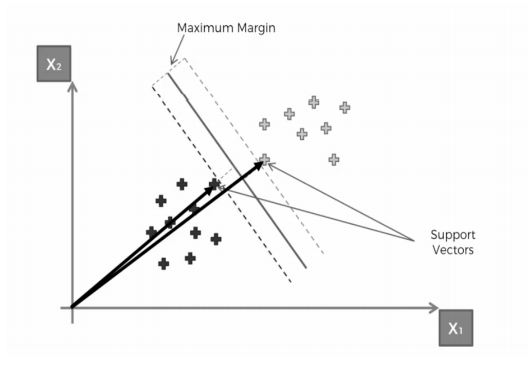 Maximum Margin
X2
Support
Vectors
X1